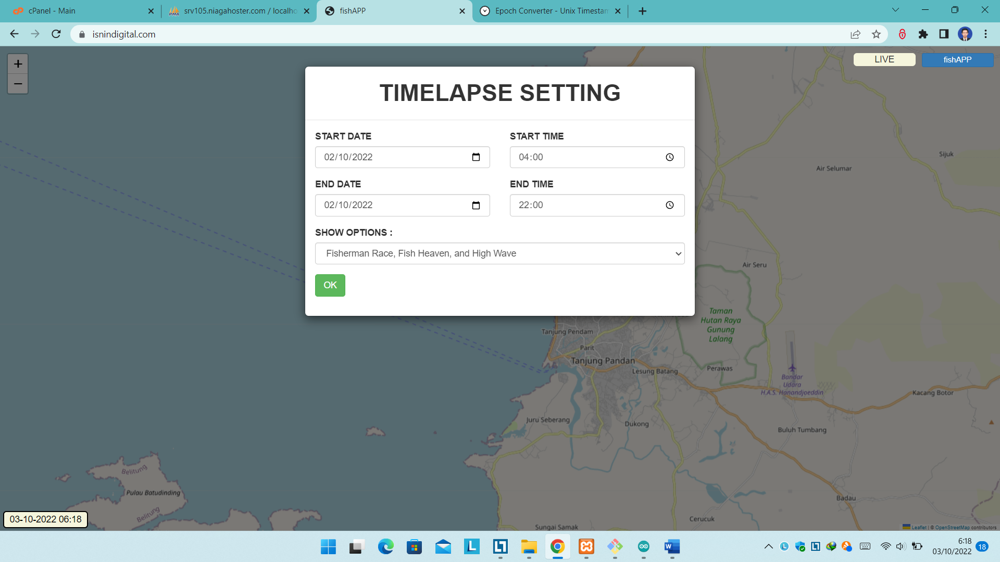 cPanel - Main
srv105.niagahoster.com / localho
fishAPP
Epoch Converter - Unix Timestam
isnindigital.com
+
−
LIVE
fishAPP
TIMELAPSE SETTING
START DATE
START TIME
02/10/2022
04:00
END DATE
END TIME
02/10/2022
22:00
SHOW OPTIONS :
Fisherman Race, Fish Heaven, and High Wave
OK
Sijuk
Air Selumar
Air Seru
Taman
Hutan Raya
Gunung
Lalang
Tanjung Pendam
Parit
Tanjung Pandan
Lesung Batang
Perawas
Bandar
Udara
H.A.S. Hanandjoeddin
Kacang Botor
Juru Seberang
Dukong
Buluh Tumbang
Belitung
Pulau Batudinding
Belitung
Badau
Cerucuk
Sungai Samak
03-10-2022 06:18
Leaflet | © OpenStreetMap contributors
6:18
03/10/2022
18